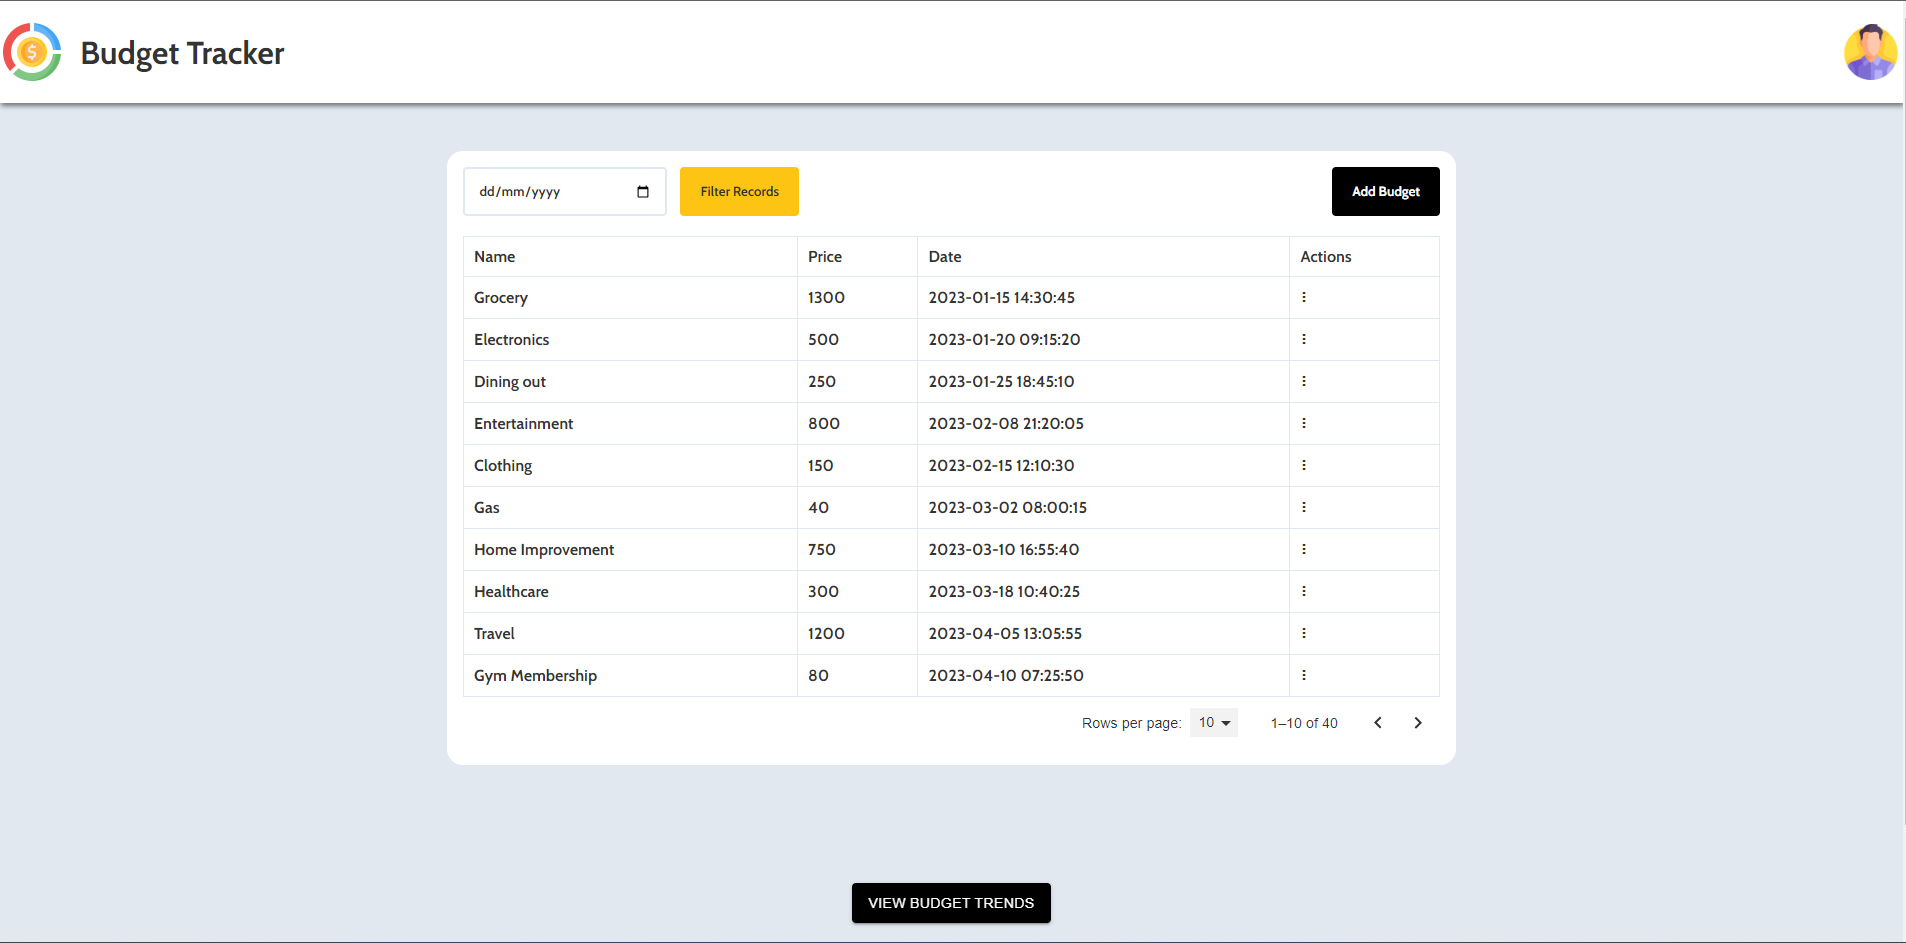 Budget Tracker
dd/mm/yyyy Filter Records Add Budget
Name Price Date Actions
Grocery 1300 2023-01-15 14:30:45
Electronics 500 2023-01-20 09:15:20
Dining out 250 2023-01-25 18:45:10
Entertainment 800 2023-02-08 21:20:05
Clothing 150 2023-02-15 12:10:30
Gas 40 2023-03-02 08:00:15
Home Improvement 750 2023-03-10 16:55:40
Healthcare 300 2023-03-18 10:40:25
Travel 1200 2023-04-05 13:05:55
Gym Membership 80 2023-04-10 07:25:50
Rows per page: 10 1–10 of 40
VIEW BUDGET TRENDS